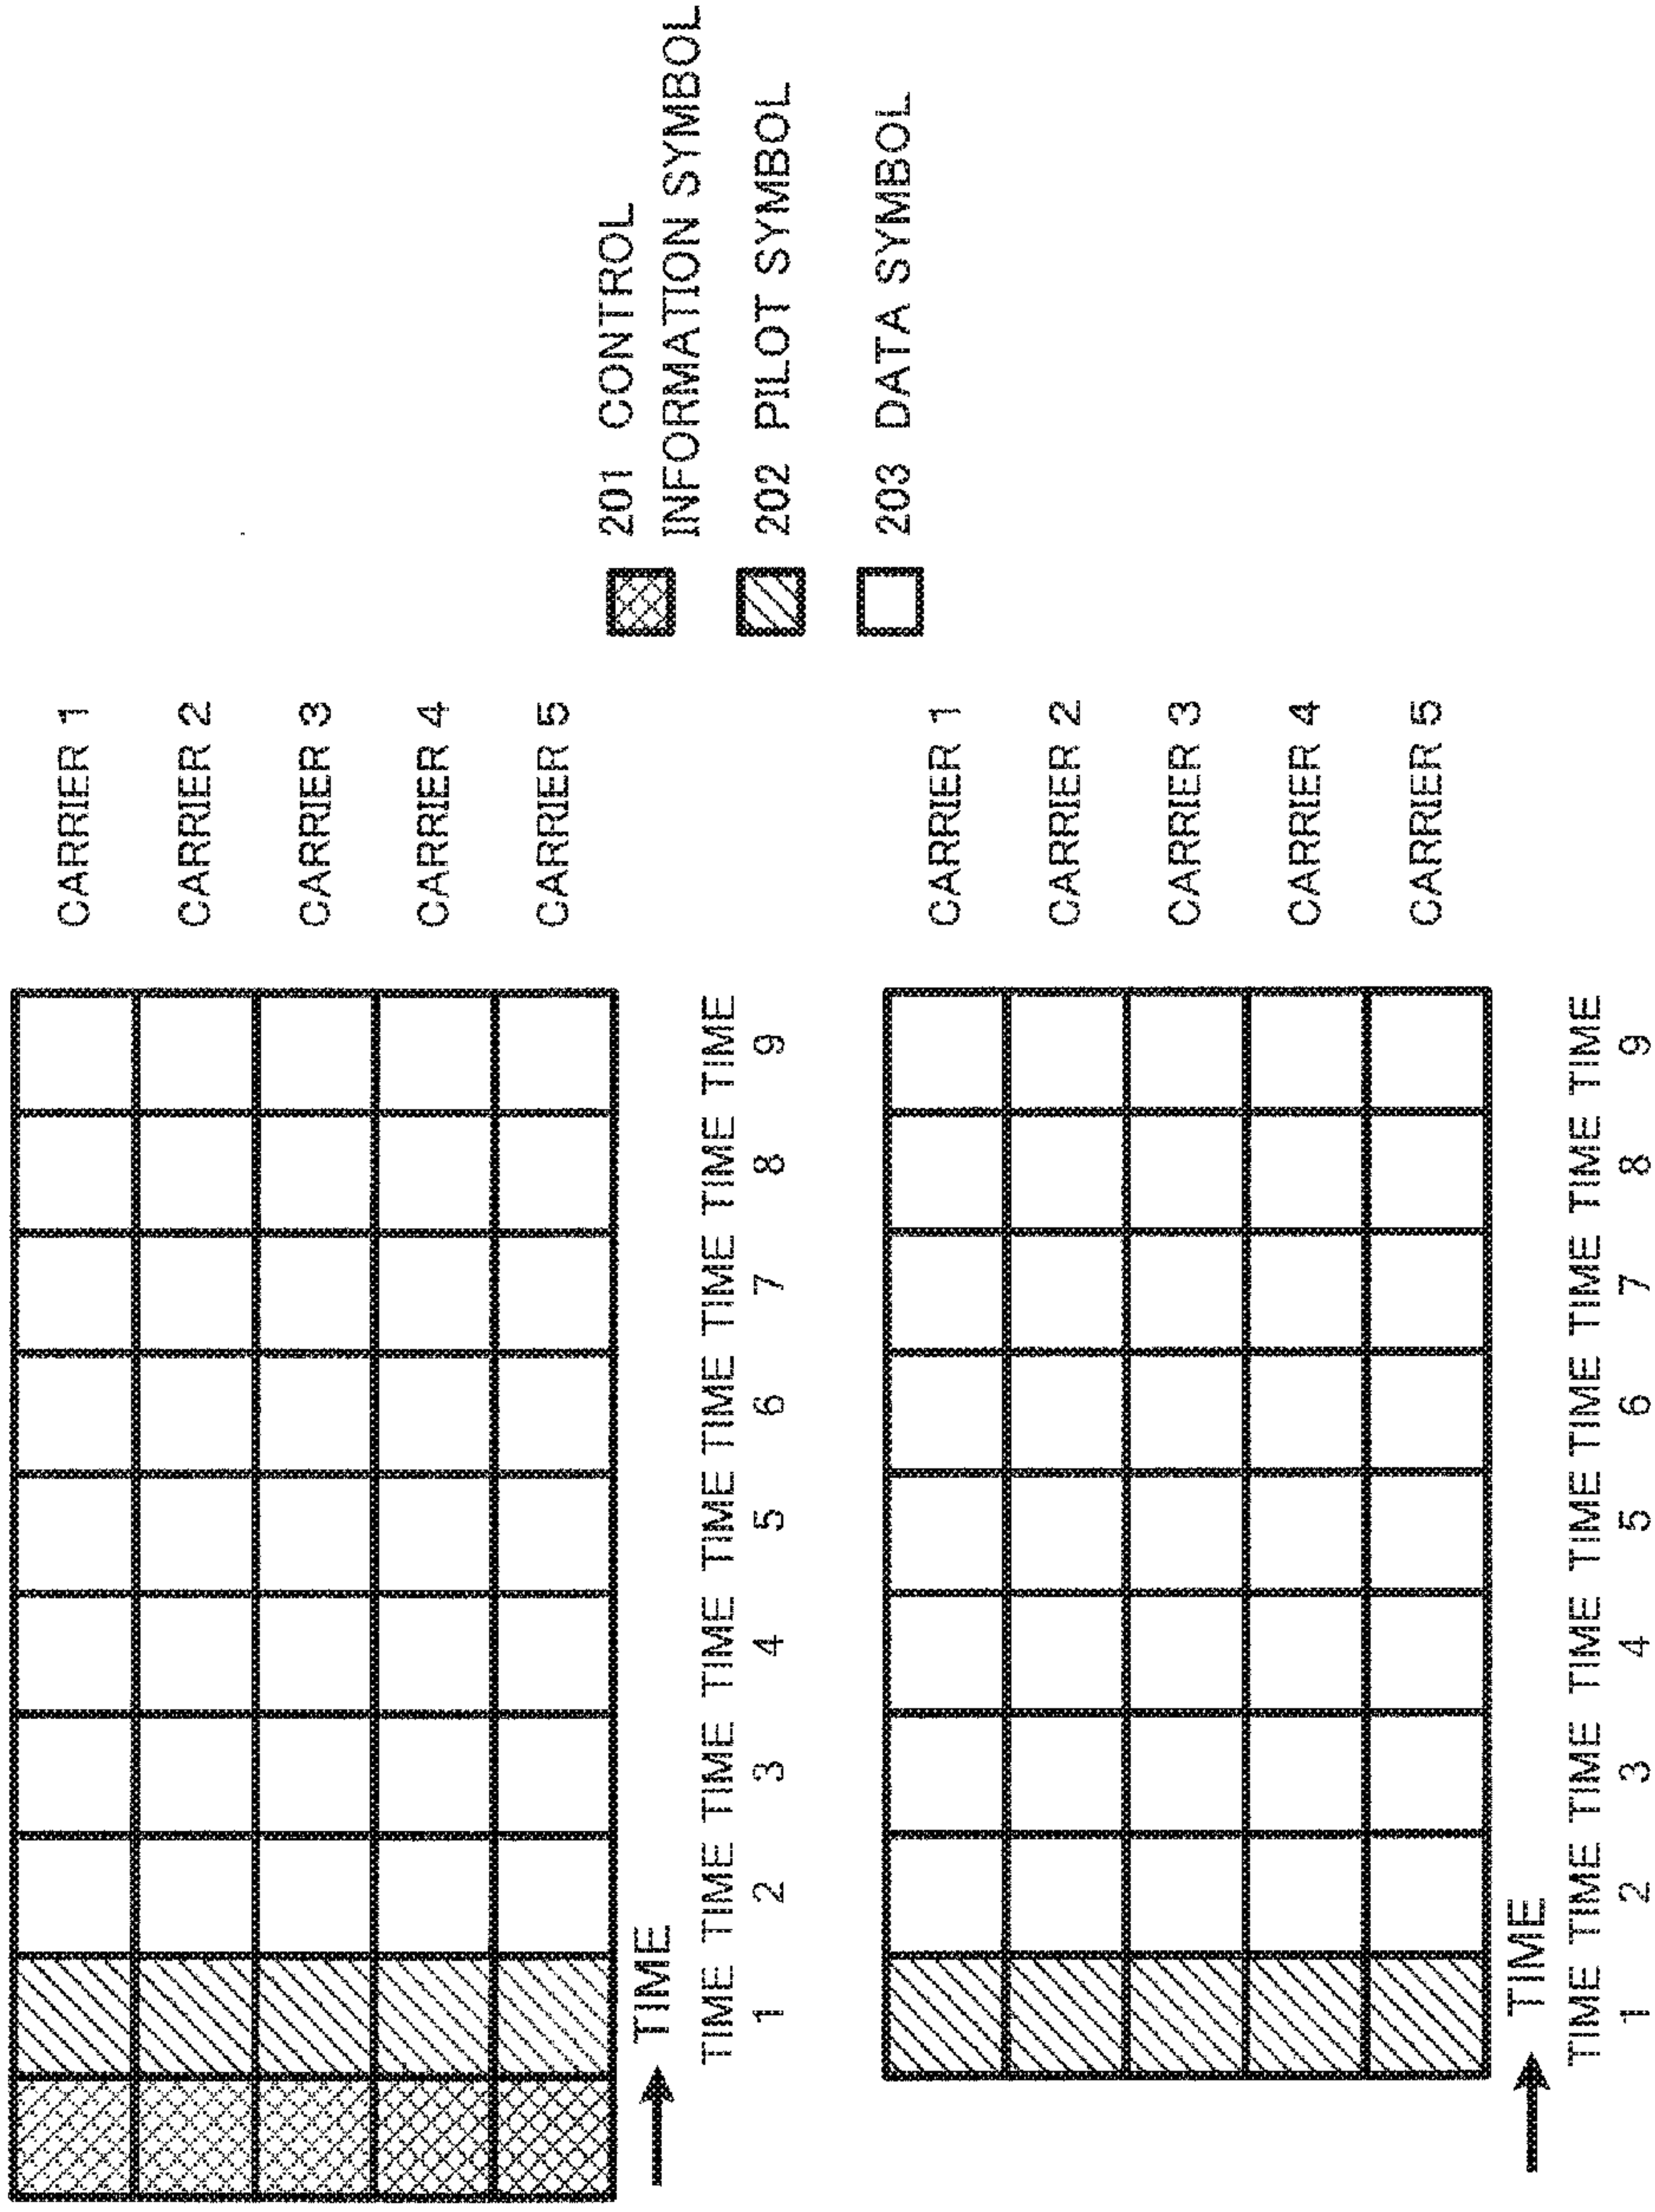 CARRIER 1
CARRIER 2
CARRIER 3
CARRIER 4
CARRIER 5
TIME
TIME TIME TIME TIME TIME TIME TIME TIME TIME
1 2 3 4 5 6 7 8 9
201 CONTROL
INFORMATION SYMBOL
202 PILOT SYMBOL
203 DATA SYMBOL
CARRIER 1
CARRIER 2
CARRIER 3
CARRIER 4
CARRIER 5
TIME
TIME TIME TIME TIME TIME TIME TIME TIME TIME
1 2 3 4 5 6 7 8 9